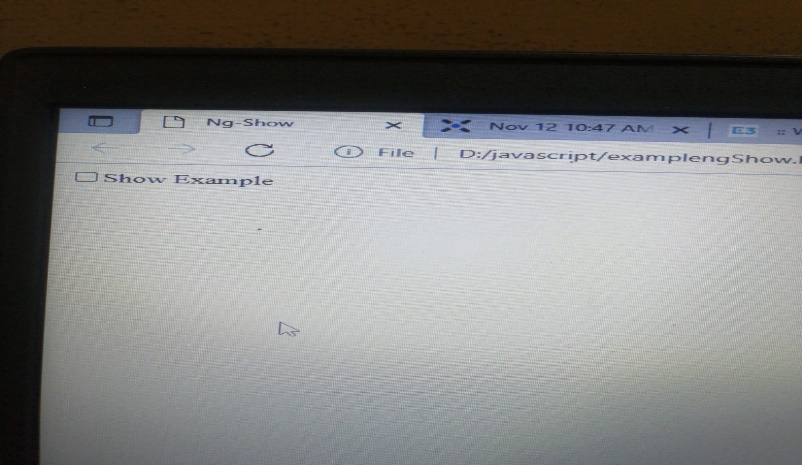 Ng-Show
Nov 12 10:47 AM
File | D:/javascript/examplengShow.
Show Example